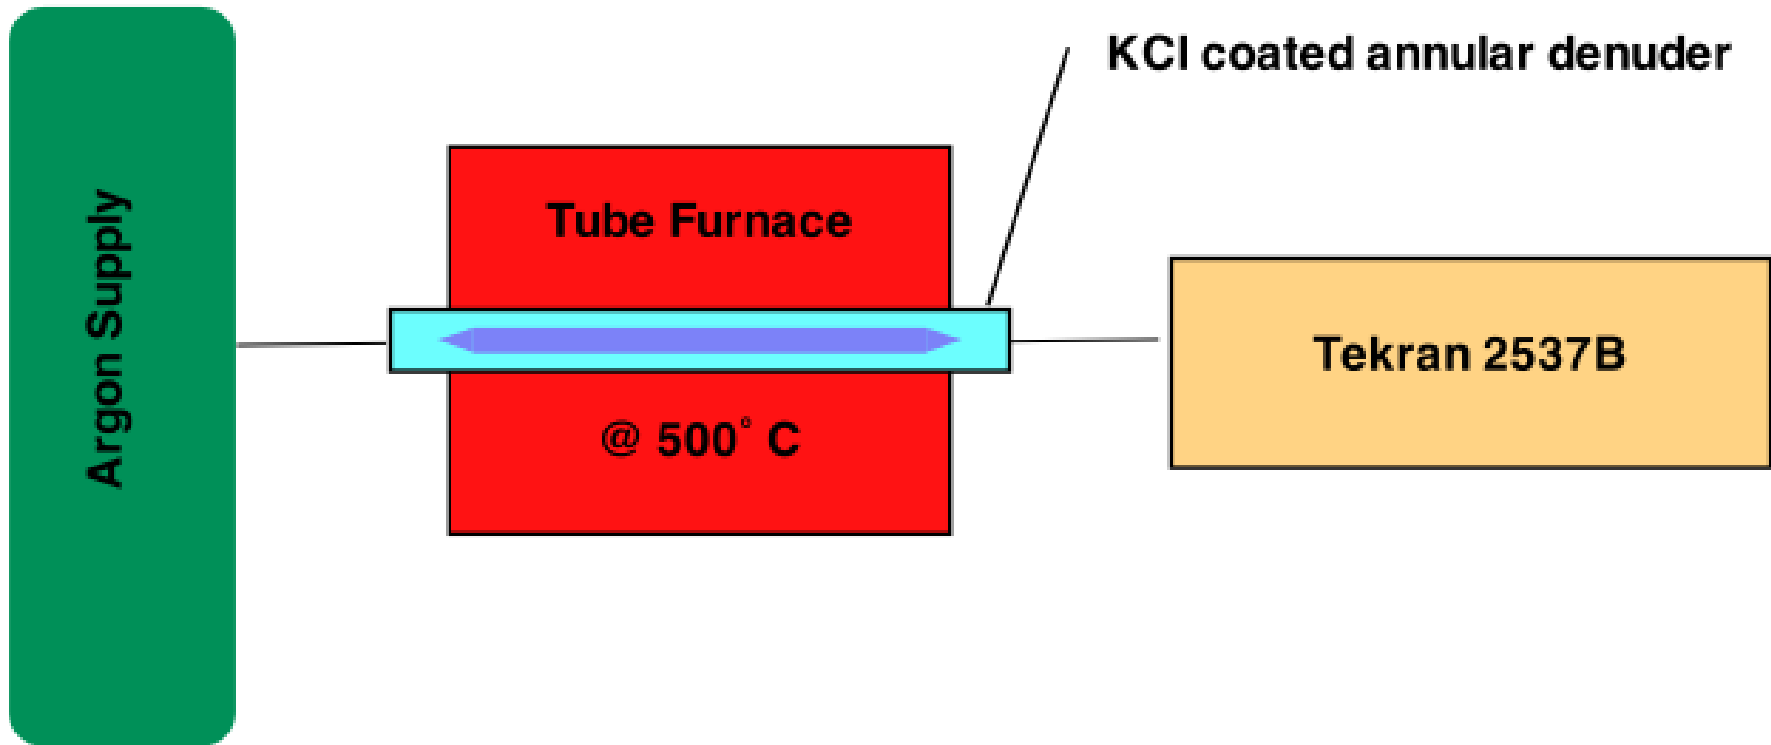 KCl coated annular denuder
Argon Supply
Tube Furnace
@ 500° C
Tekran 2537B